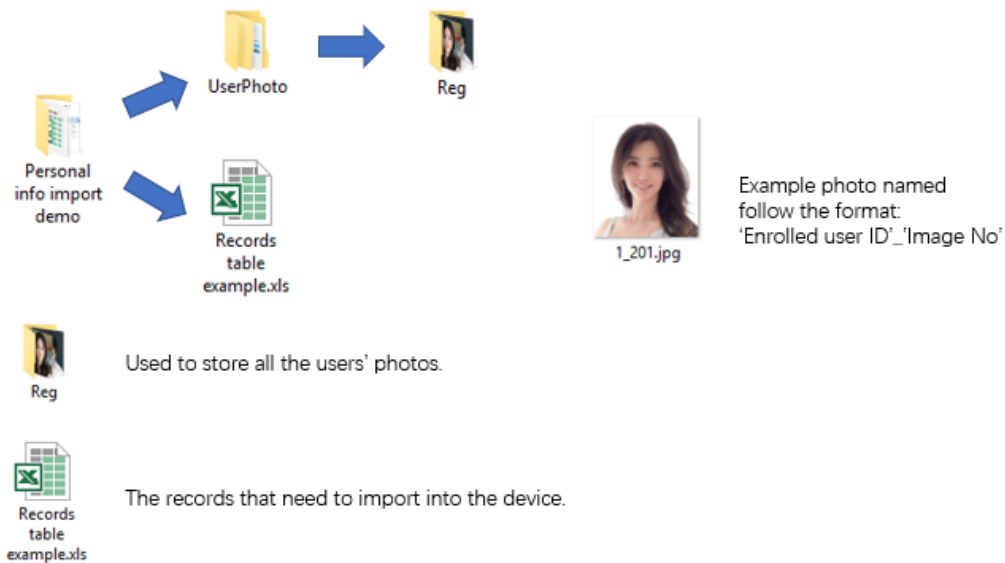 UserPhoto
Reg
Personal
info import
demo
Records
table
example.xls
1_201.jpg
Example photo named
follow the format:
‘Enrolled user ID’_‘Image No’
Reg
Used to store all the users’ photos.
Records
table
example.xls
The records that need to import into the device.